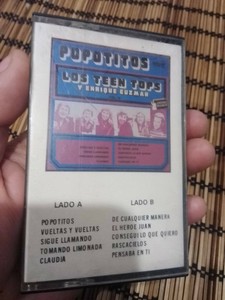 POPOTITOS
LOS TEEN TOPS
Y ENRIQUE GUZMAN
LADO A
POPOTITOS
VUELTAS Y VUELTAS
SIGUE LLAMANDO
TOMANDO LIMONADA
CLAUDIA
LADO B
DE CUALQUIER MANERA
EL HEROE JUAN
CONSEGUELO QUE QUIERO
RASCACIELOS
PENSABA EN TI